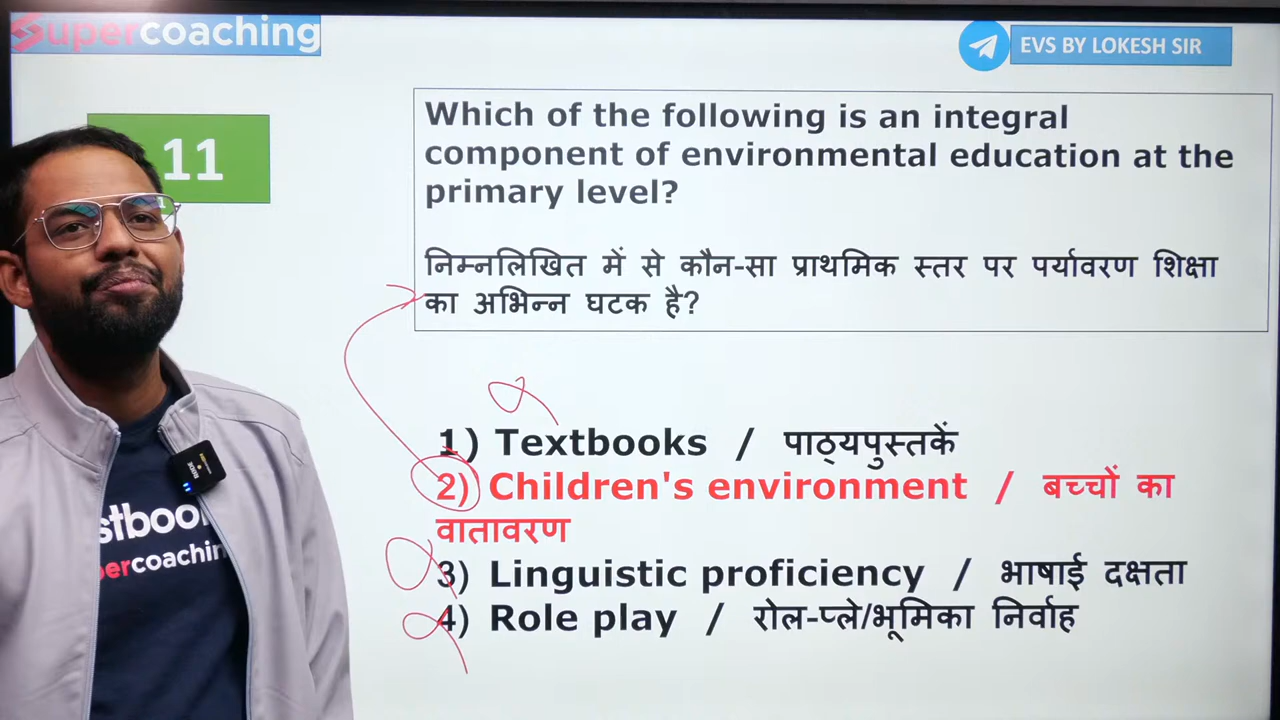 Supercoaching
EVS BY LOKESH SIR
11
Which of the following is an integral
component of environmental education at the
primary level?
निम्नलिखित में से कौन-सा प्राथमिक स्तर पर पर्यावरण शिक्षा
का अभिन्न घटक है?
1) Textbooks / पाठ्यपुस्तकें
2) Children's environment / बच्चों का
वातावरण
3) Linguistic proficiency / भाषाई दक्षता
4) Role play / रोल-प्ले/भूमिका निर्वाह
stbook
ercoaching